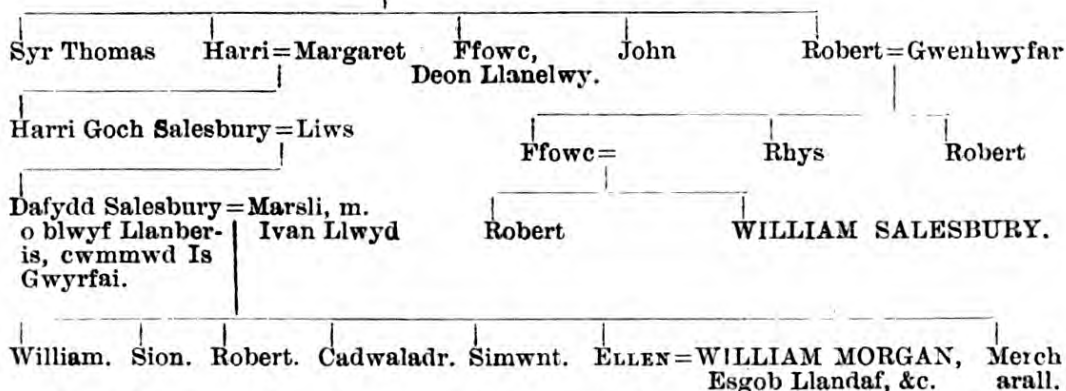 Syr Thomas Harri=Margaret Ffowc, John Robert=Gwenhwyfar
Deon Llanelwy.
Harri Goch Salesbury=Liws
Ffowc= Rhys Robert
Dafydd Salesbury=Marsli, m.
o blwyf Llanber- Ivan Llwyd Robert WILLIAM SALESBURY.
is, cwmmwd Is
Gwyrfai.
William. Sion. Robert. Cadwaladr. Simwnt. ELLEN=WILLIAM MORGAN, Merch
Esgob Llandaf, &c. arall.